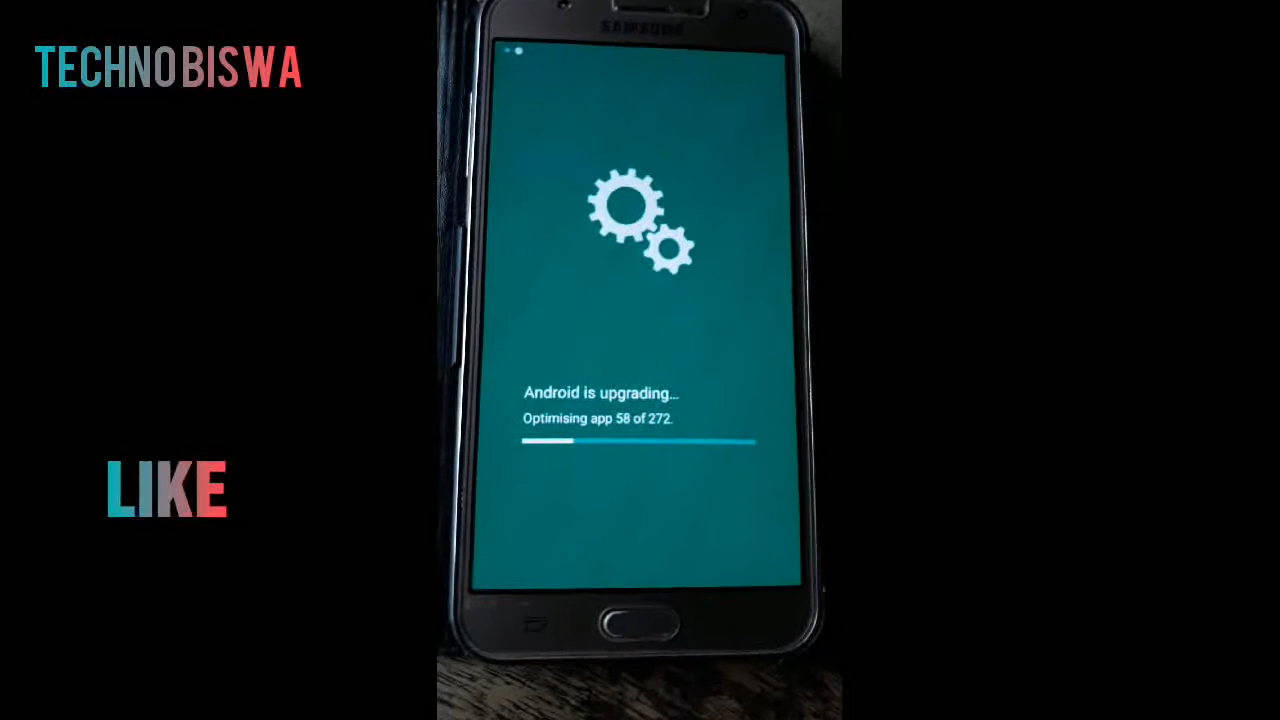 TECHNOBISWA
SAMSUNG
Android is upgrading...
Optimising app 58 of 272.
LIKE